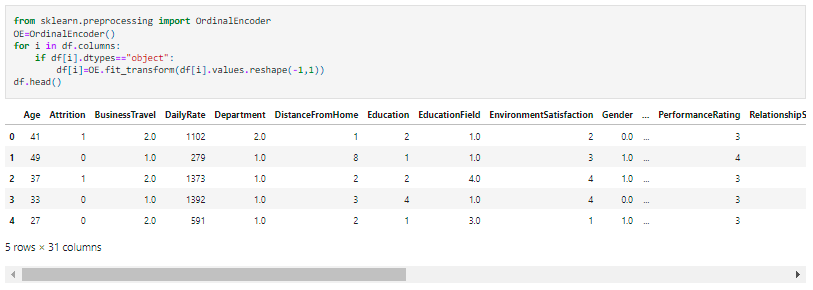 from sklearn.preprocessing import OrdinalEncoder
OE=OrdinalEncoder()
for i in df.columns:
    if df[i].dtypes=="object":
        df[i]=OE.fit_transform(df[i].values.reshape(-1,1))
df.head()
Age Attrition BusinessTravel DailyRate Department DistanceFromHome Education EducationField EnvironmentSatisfaction Gender ... PerformanceRating RelationshipS
0 41 1 2.0 1102 2.0 1 2 1.0 2 0.0 ... 3
1 49 0 1.0 279 1.0 8 1 1.0 3 1.0 ... 4
2 37 1 2.0 1373 1.0 2 2 4.0 4 1.0 ... 3
3 33 0 1.0 1392 1.0 3 4 1.0 4 0.0 ... 3
4 27 0 2.0 591 1.0 2 1 3.0 1 1.0 ... 3
5 rows × 31 columns